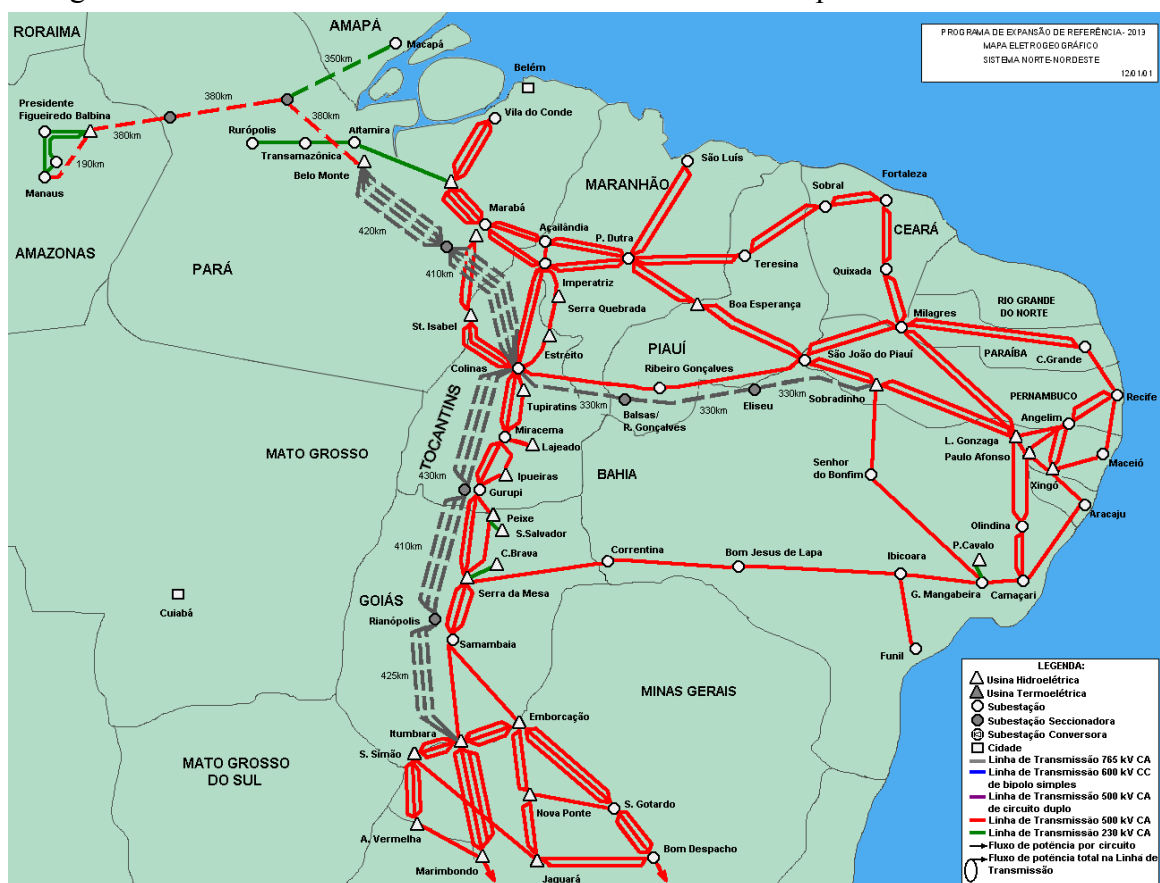 RORAIMA
AMAPÁ
Macapá
350km
PROGRAMA DE EXPANSÃO DE REFERÊNCIA- 2013
MAPA ELETROGEOGRÁFICO
SISTEMA NORTE-NORDESTE
12/01/01
Belém
380km
Presidente
Figueiredo
Balbina
380km
380km
Rurópolis
Altamira
Vila do Conde
190km
Transamazônica
Manaus
Belo Monte
São Luís
Fortaleza
MARANHÃO
Sobral
Marabá
420km
Açailândia
CEARÁ
P. Dutra
AMAZONAS
PARÁ
410km
Teresina
Quixada
Imperatriz
Serra Quebrada
Boa Esperança
RIO GRANDE
DO NORTE
St. Isabel
Milagres
Estreito
PIAUÍ
São João do Piauí
PARAÍBA
C.Grande
Colinas
Ribeiro Gonçalves
Sobradinho
330km
PERNAMBUCO
Recife
TOCANTINS
Tupiratins
330km
Balsas/
R. Gonçalves
330km
Eliseu
Angelim
Miracema
Lajeado
L. Gonzaga
Paulo Afonso
MATO GROSSO
Ipueiras
BAHIA
Senhor
do Bonfim
Maceió
430km
Xingó
Gurupi
Peixe
S.Salvador
Aracaju
Olindina
410km
C.Brava
P.Cavalo
Correntina
Bom Jesus de Lapa
Ibicoara
Serra da Mesa
G. Mangabeira
Camaçari
Cuiabá
GOIÁS
Rianópolis
Samambaia
Funil
425km
MINAS GERAIS
Emborcação
Itumbiara
S. Simão
MATO GROSSO
DO SUL
Nova Ponte
S. Gotardo
A. Vermelha
Bom Despacho
Marimbondo
Jaguará
LEGENDA:
Usina Hidroelétrica
Usina Termoelétrica
Subestação
Subestação Seccionadora
Subestação Conversora
Cidade
Linha de Transmissão 765 kV CA
Linha de Transmissão 600 kV CC
de bipolo simples
Linha de Transmissão 500 kV CA
de circuito duplo
Linha de Transmissão 500 kV CA
Linha de Transmissão 230 kV CA
Fluxo de potência por circuito
Fluxo de potência total na Linha de
Transmissão